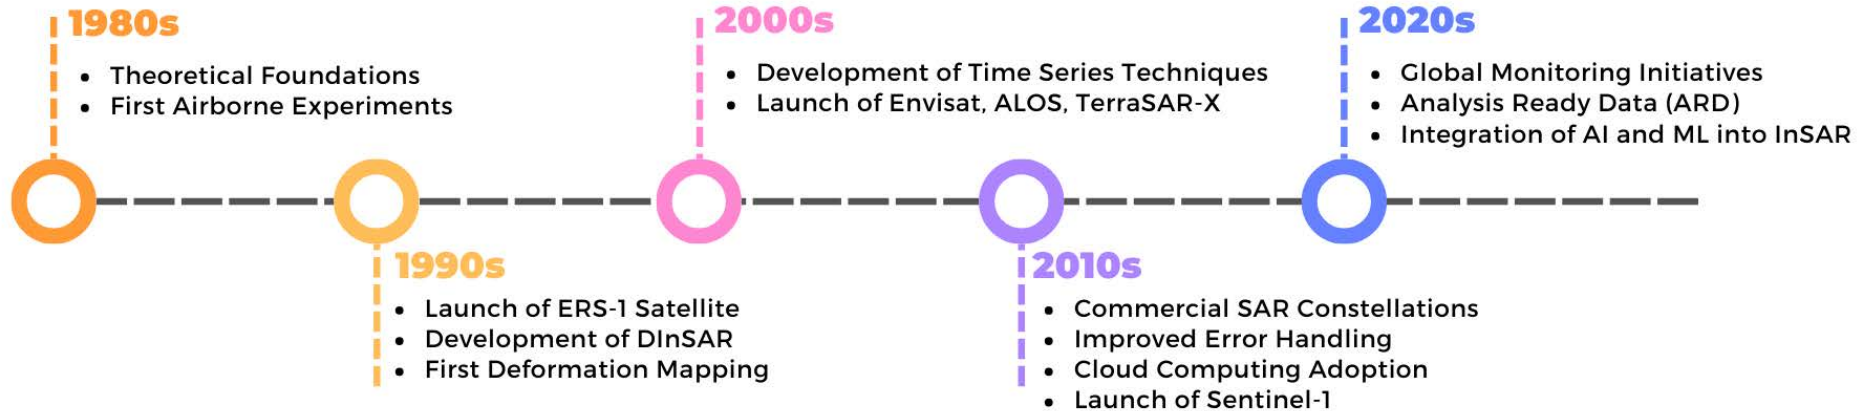 1980s
• Theoretical Foundations
• First Airborne Experiments
1990s
• Launch of ERS-1 Satellite
• Development of DInSAR
• First Deformation Mapping
2000s
• Development of Time Series Techniques
• Launch of Envisat, ALOS, TerraSAR-X
2010s
• Commercial SAR Constellations
• Improved Error Handling
• Cloud Computing Adoption
• Launch of Sentinel-1
2020s
• Global Monitoring Initiatives
• Analysis Ready Data (ARD)
• Integration of AI and ML into InSAR